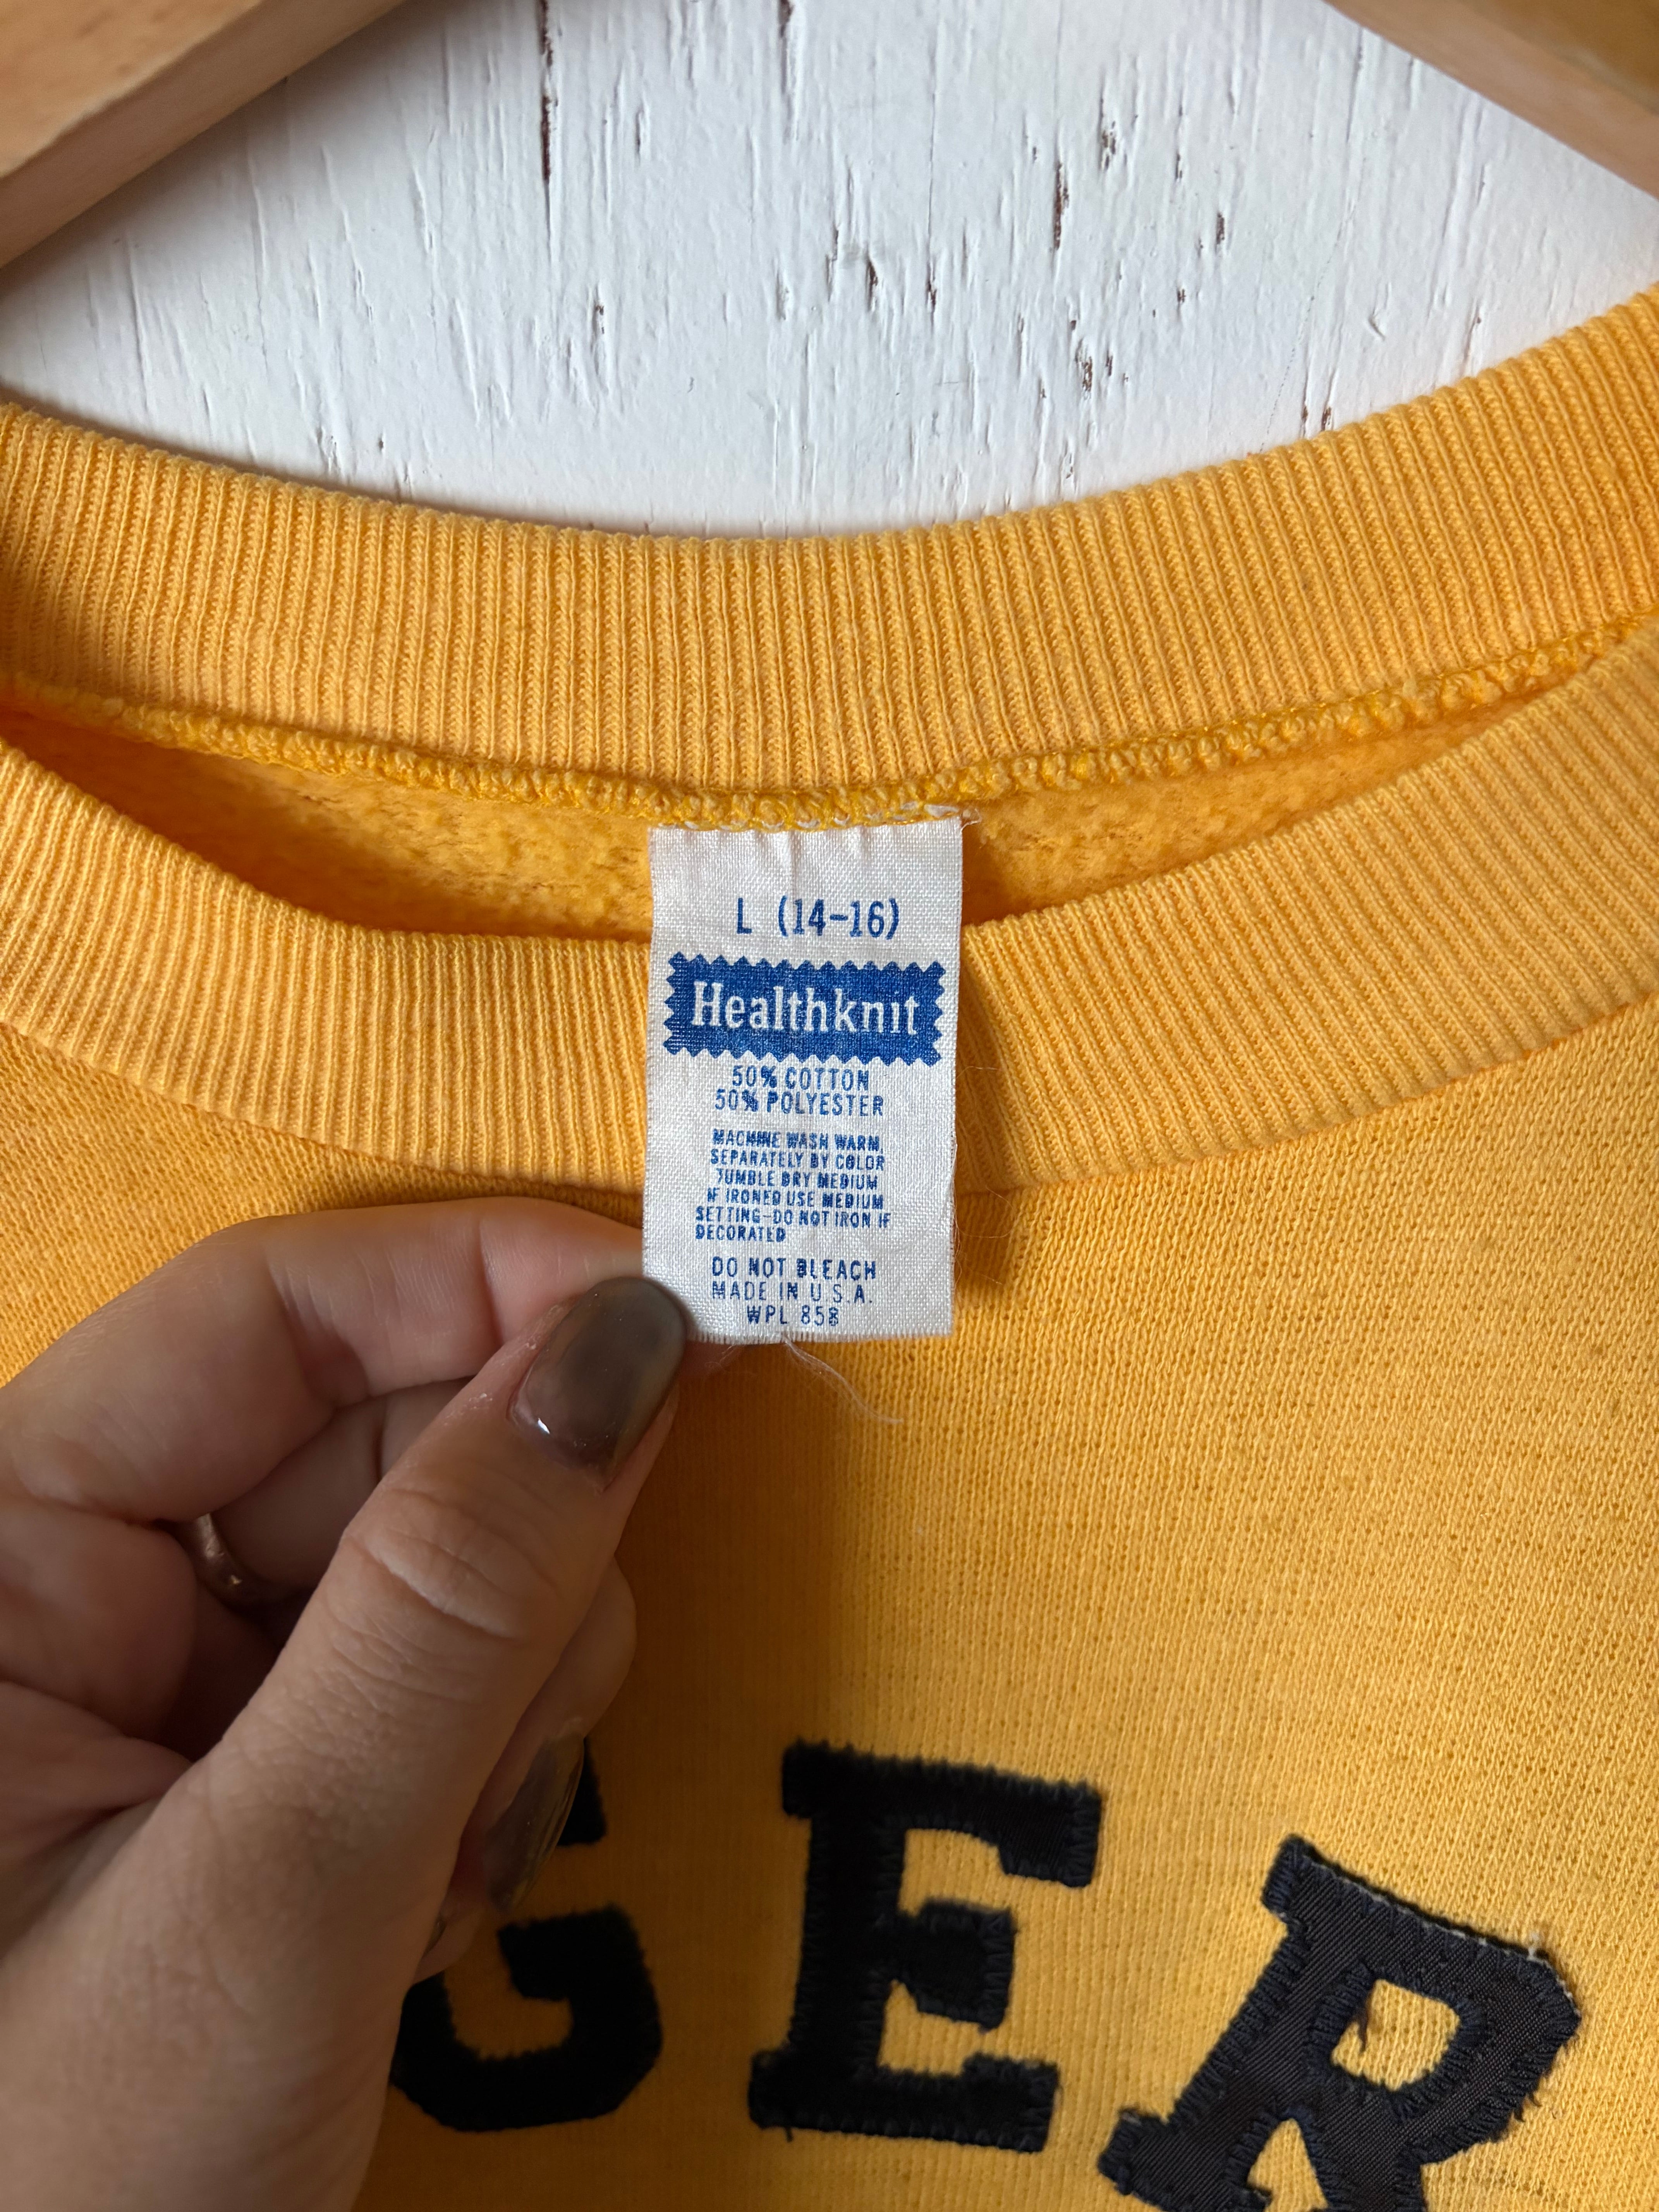 L (14-16)
Healthknit
50% COTTON
50% POLYESTER
MACHINE WASH WARM,
SEPARATELY BY COLOR
TUMBLE DRY MEDIUM
IF IRONED USE MEDIUM
SETTING-DO NOT IRON IF
DECORATED
DO NOT BLEACH
MADE IN U.S.A.
WPL 858
GER